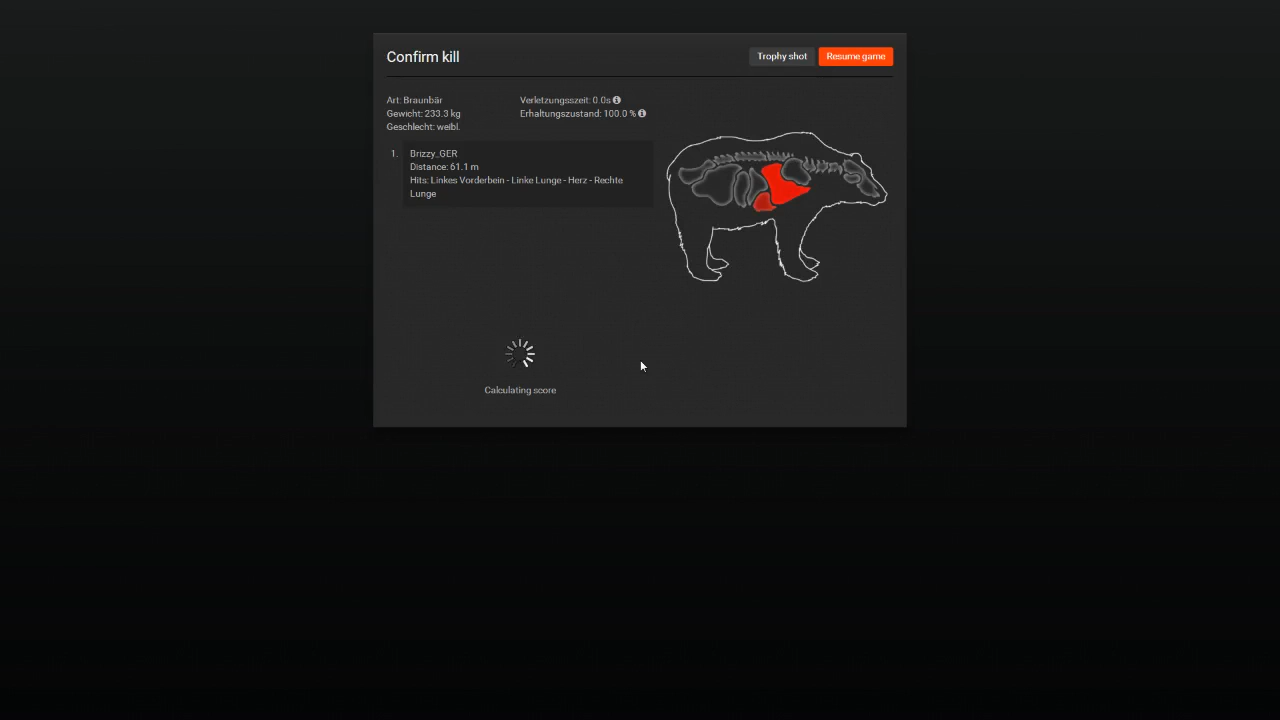 Confirm kill
Trophy shot
Resume game
Art: Braunbär
Gewicht: 233.3 kg
Geschlecht: weibl.
Verletzungsszeit: 0.0s
Erhaltungszustand: 100.0 %
1.
Brizzy_GER
Distance: 61.1 m
Hits: Linkes Vorderbein - Linke Lunge - Herz - Rechte
Lunge
Calculating score